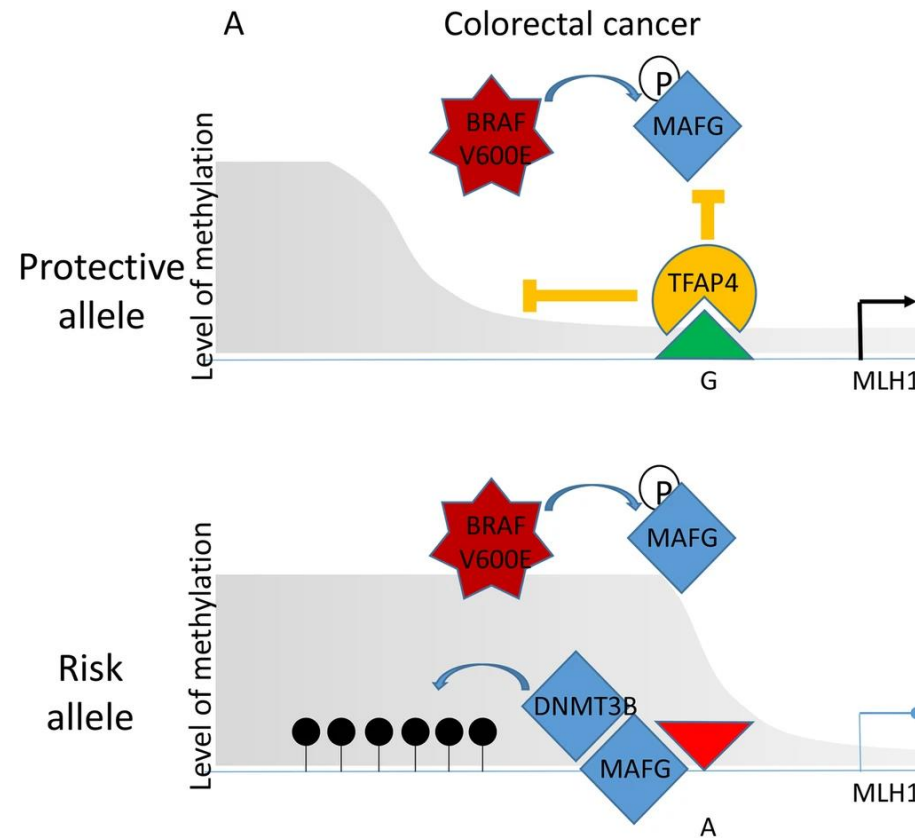 A
Colorectal cancer
P
BRAF
V600E
MAFG
Level of methylation
Protective
allele
TFAP4
G
MLH1
P
BRAF
V600E
MAFG
Level of methylation
Risk
allele
DNMT3B
MAFG
MLH1
A